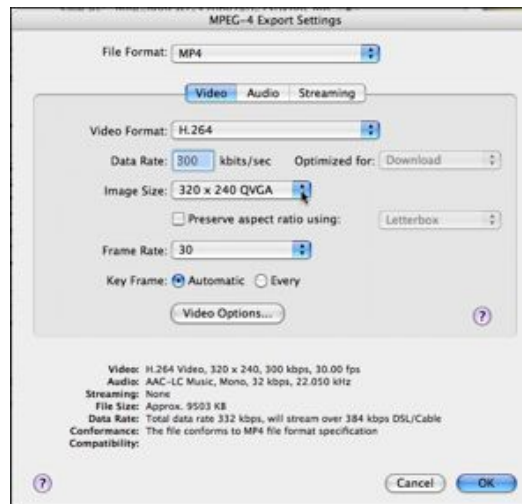 MPEG-4 Export Settings
File Format: MP4
Video Audio Streaming
Video Format: H.264
Data Rate: 300 kbits/sec Optimized for: Download
Image Size: 320 x 240 QVGA
Preserve aspect ratio using: Letterbox
Frame Rate: 30
Key Frame: Automatic Every
Video Options...
?
Video: H.264 Video, 320 x 240, 300 kbps, 30.00 fps
Audio: AAC-LC Music, Mono, 32 kbps, 22.050 kHz
Streaming: None
File Size: Approx. 9503 KB
Data Rate: Total data rate 332 kbps, will stream over 384 kbps DSL/Cable
Conformance: The file conforms to MP4 file format specification
Compatibility:
? Cancel OK